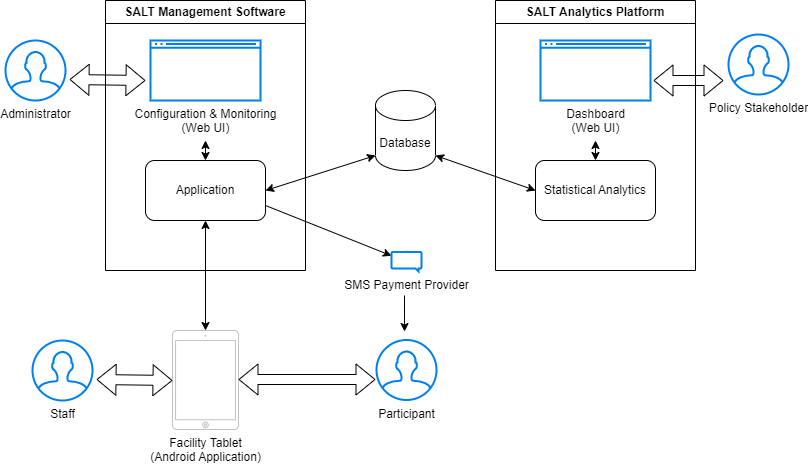 SALT Management Software
SALT Analytics Platform
Administrator
Configuration & Monitoring
(Web UI)
Database
Dashboard
(Web UI)
Policy Stakeholder
Application
Statistical Analytics
SMS Payment Provider
Staff
Facility Tablet
(Android Application)
Participant